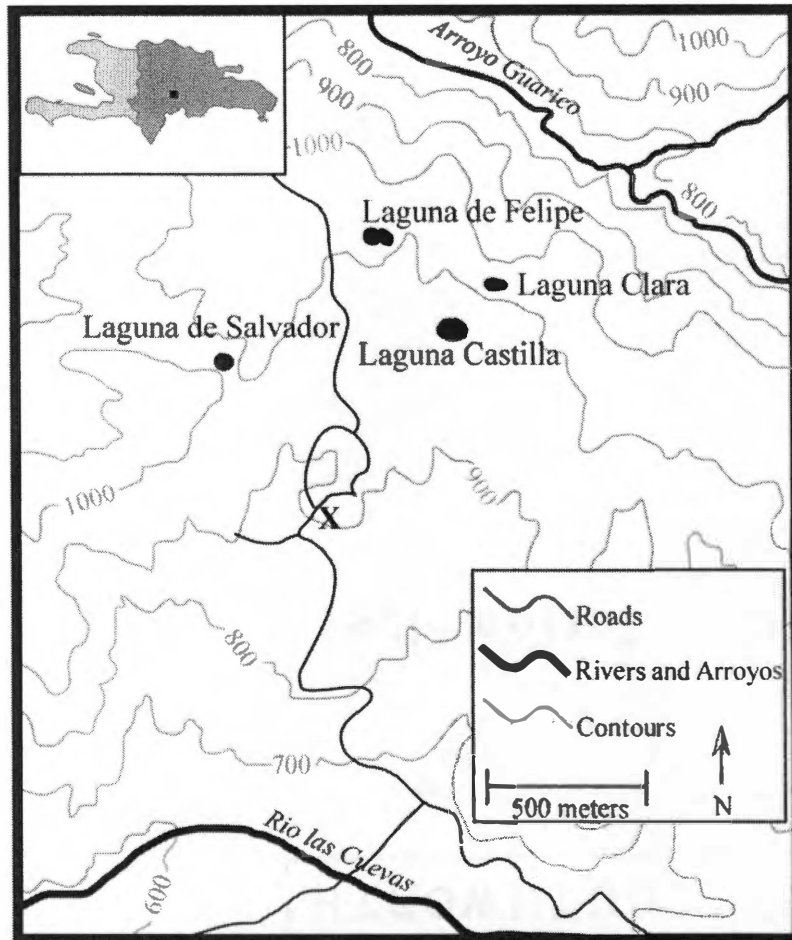 Arroyo Guarico
1000
800
900
900
1000
800
Laguna de Felipe
Laguna Clara
Laguna de Salvador
Laguna Castilla
1000
900
X
Roads
800
Rivers and Arroyos
Contours
700
500 meters
N
Rio las Cuevas
600